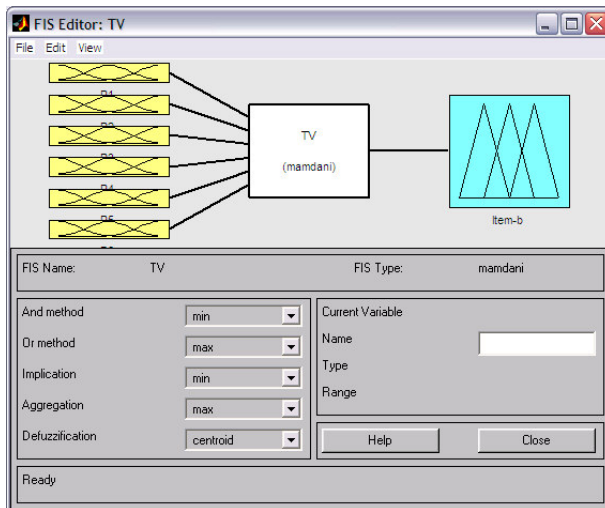 FIS Editor: TV
File Edit View
TV
(mamdani)
Item-b
FIS Name: TV FIS Type: mamdani
And method min
Or method max
Implication min
Aggregation max
Defuzzification centroid
Current Variable
Name
Type
Range
Help Close
Ready